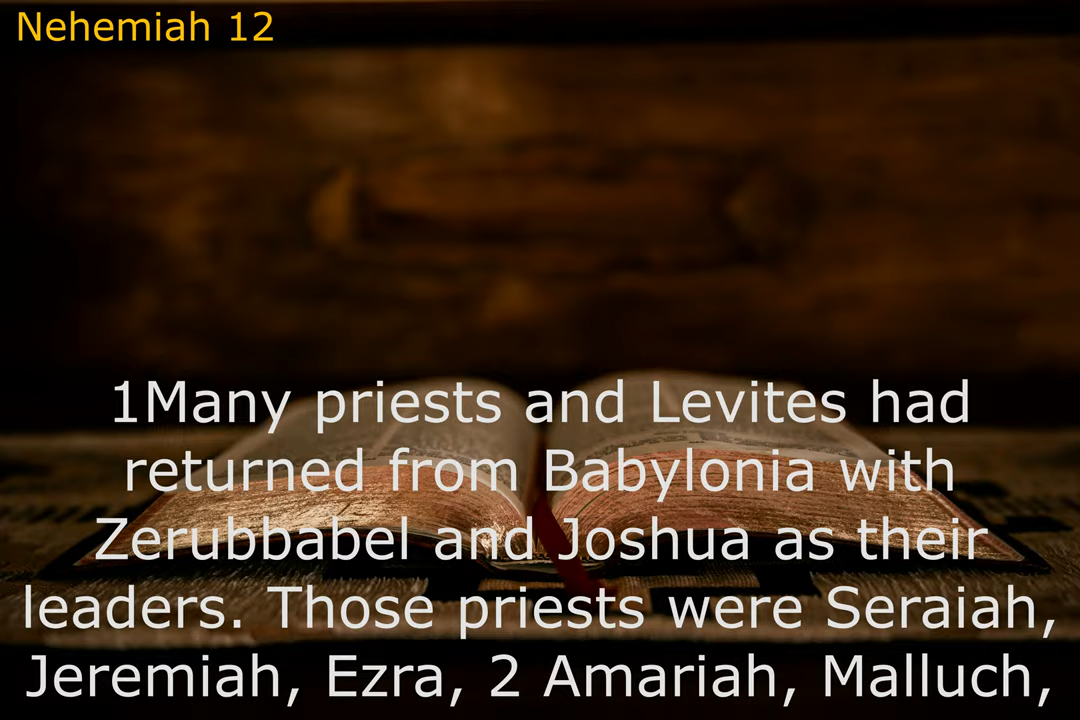 Nehemiah 12
1Many priests and Levites had
returned from Babylonia with
Zerubbabel and Joshua as their
leaders. Those priests were Seraiah,
Jeremiah, Ezra, 2 Amariah, Malluch,